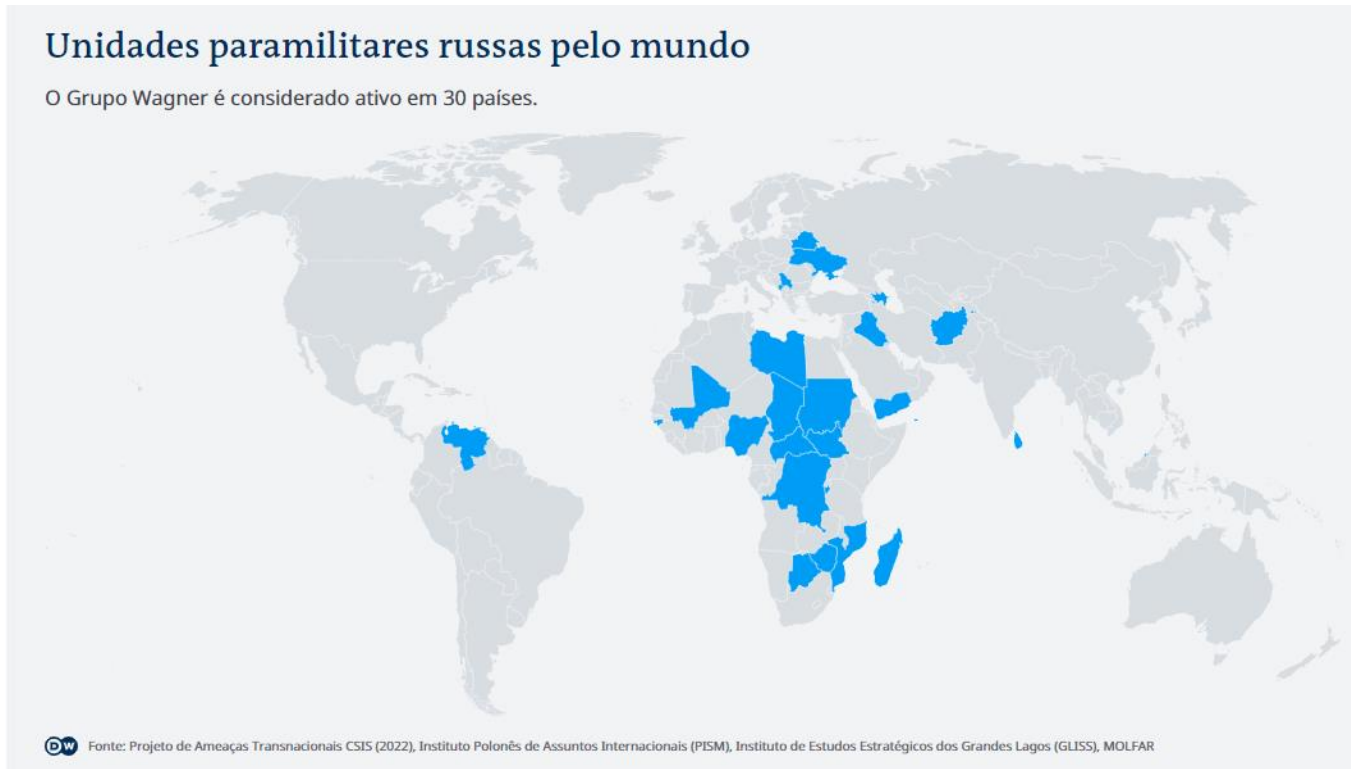 Unidades paramilitares russas pelo mundo
O Grupo Wagner é considerado ativo em 30 países.
DW Fonte: Projeto de Ameaças Transnacionais CSIS (2022), Instituto Polonês de Assuntos Internacionais (PISM), Instituto de Estudos Estratégicos dos Grandes Lagos (GLISS), MOLFAR